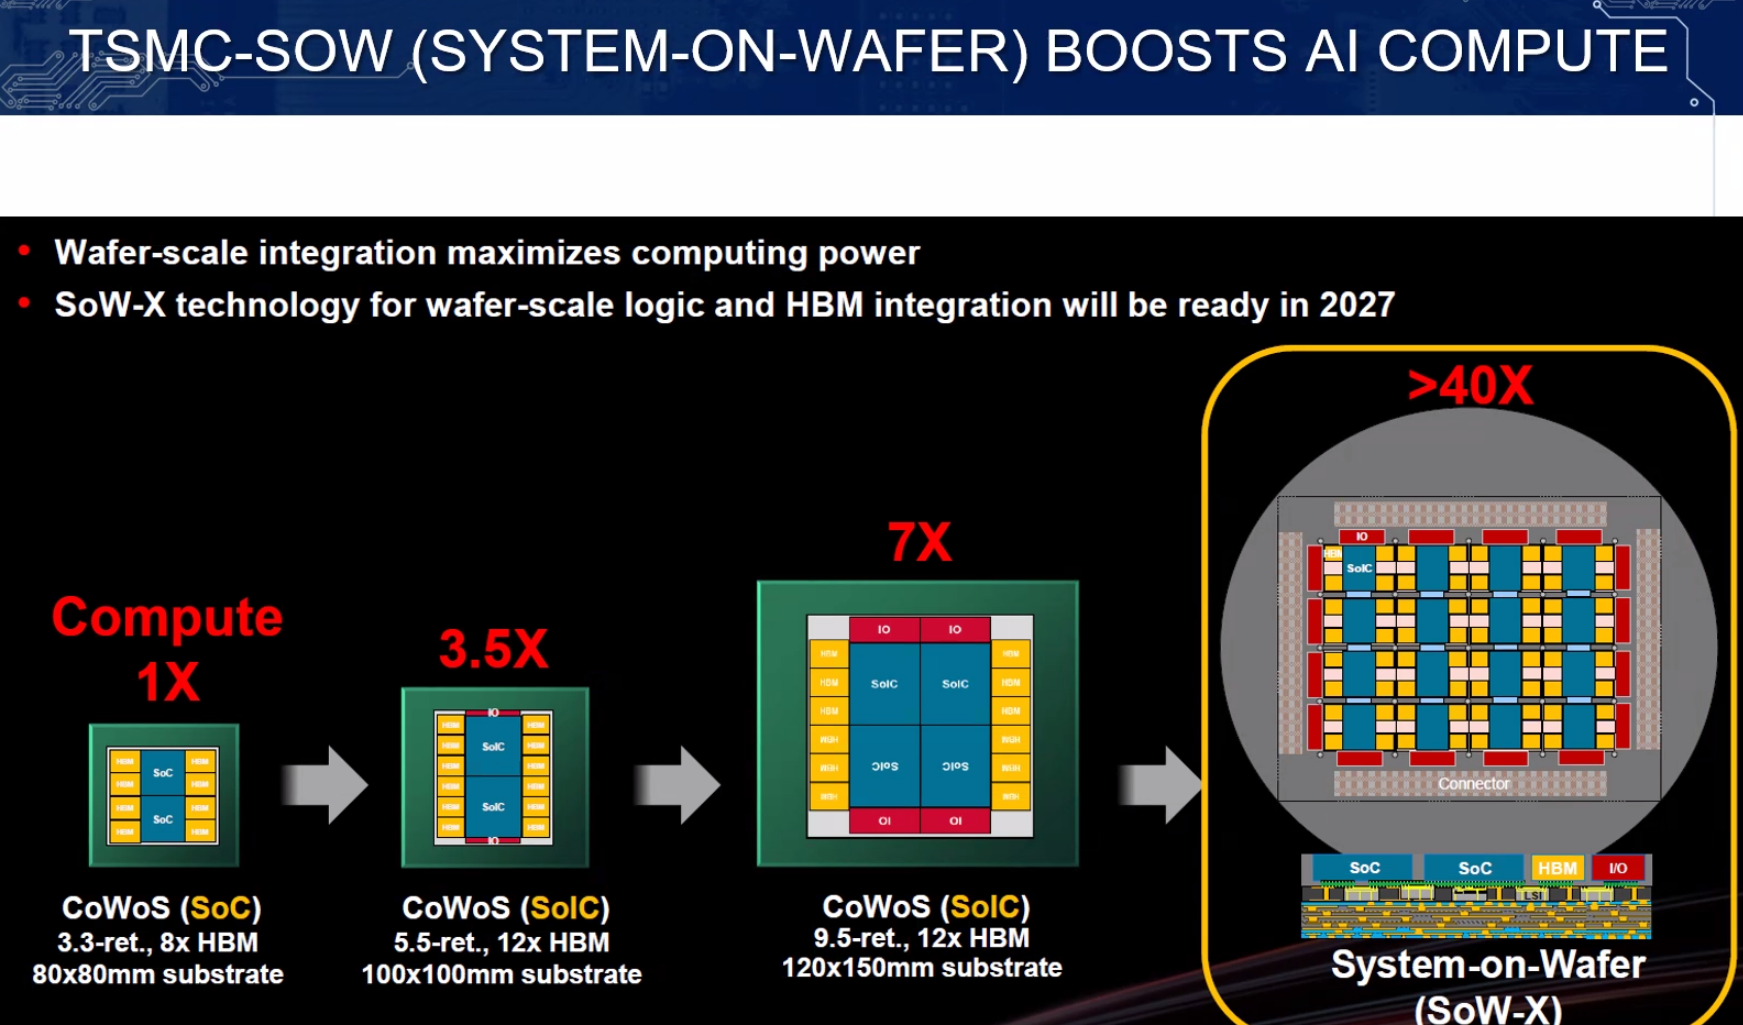 TSMC-SOW (SYSTEM-ON-WAFER) BOOSTS AI COMPUTE
• Wafer-scale integration maximizes computing power
• SoW-X technology for wafer-scale logic and HBM integration will be ready in 2027
Compute
1X
HBM SoC HBM
HBM HBM
HBM SoC HBM
HBM HBM
CoWoS (SoC)
3.3-ret., 8x HBM
80x80mm substrate
3.5X
IO
HBM HBM
HBM SoIC HBM
HBM HBM
HBM HBM
HBM SoIC HBM
HBM HBM
IO
CoWoS (SoIC)
5.5-ret., 12x HBM
100x100mm substrate
7X
IO IO
HBM HBM
HBM SoIC SoIC HBM
HBM HBM
HBM HBM
HBM SoIC SoIC HBM
HBM HBM
IO IO
CoWoS (SoIC)
9.5-ret., 12x HBM
120x150mm substrate
>40X
IO
HBM
SoIC
Connector
SoC SoC HBM I/O
LSI
System-on-Wafer
(SoW-X)